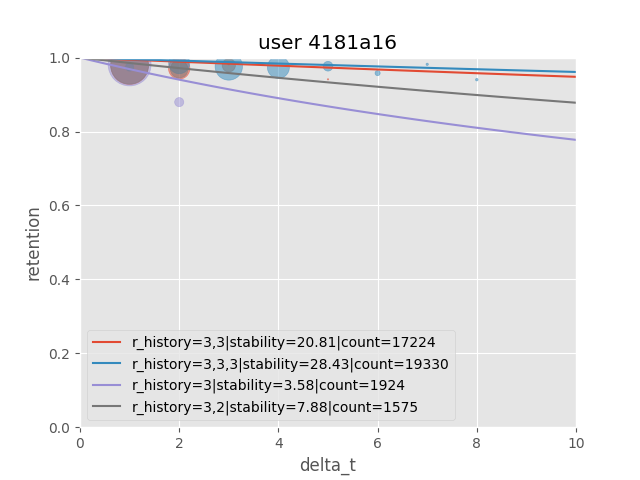 user 4181a16
1.0
0.8
0.6
0.4
0.2
0.0
retention
r_history=3,3|stability=20.81|count=17224
r_history=3,3,3|stability=28.43|count=19330
r_history=3|stability=3.58|count=1924
r_history=3,2|stability=7.88|count=1575
0 2 4 6 8 10
delta_t